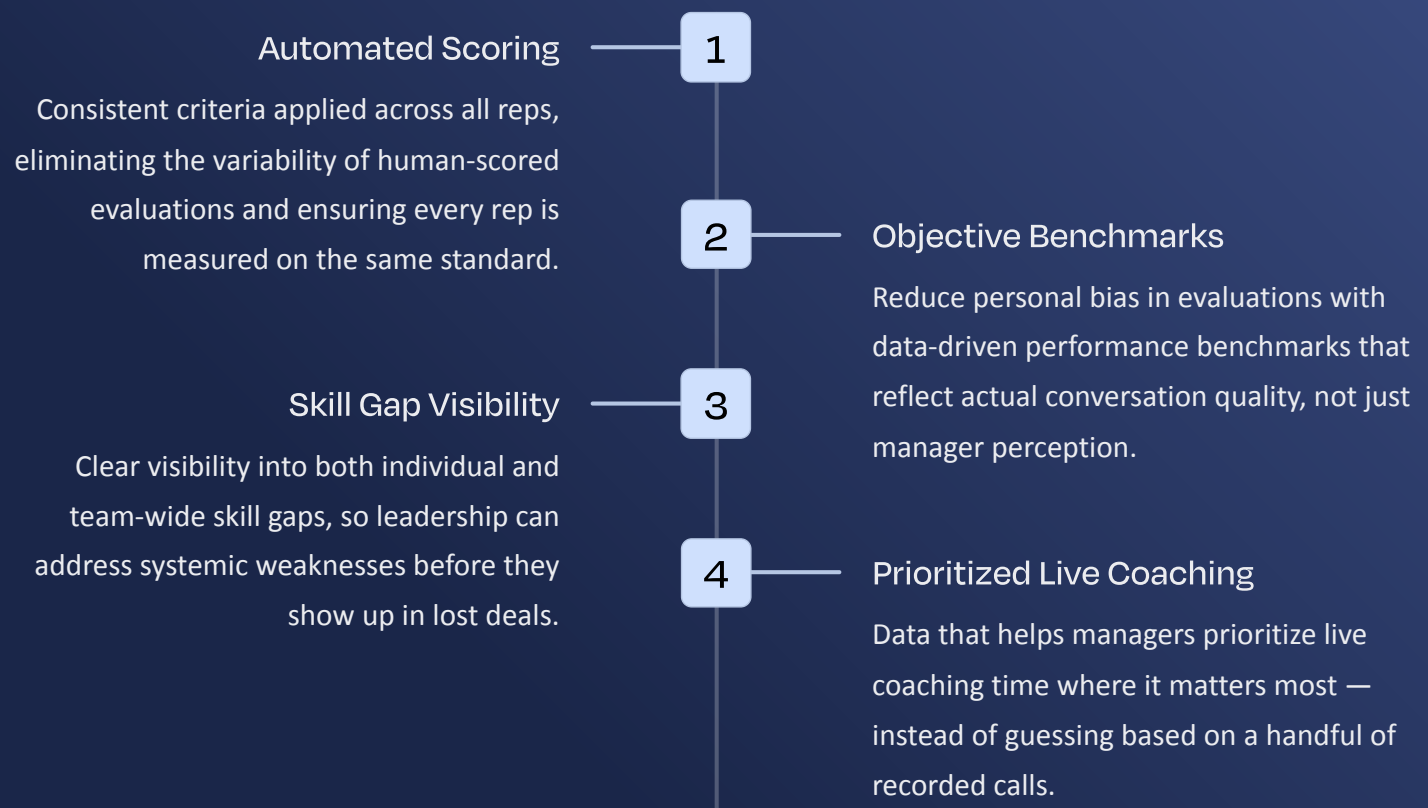 1
Automated Scoring
Consistent criteria applied across all reps,
eliminating the variability of human-scored
evaluations and ensuring every rep is
measured on the same standard.
2
Objective Benchmarks
Reduce personal bias in evaluations with
data-driven performance benchmarks that
reflect actual conversation quality, not just
manager perception.
3
Skill Gap Visibility
Clear visibility into both individual and
team-wide skill gaps, so leadership can
address systemic weaknesses before they
show up in lost deals.
4
Prioritized Live Coaching
Data that helps managers prioritize live
coaching time where it matters most —
instead of guessing based on a handful of
recorded calls.